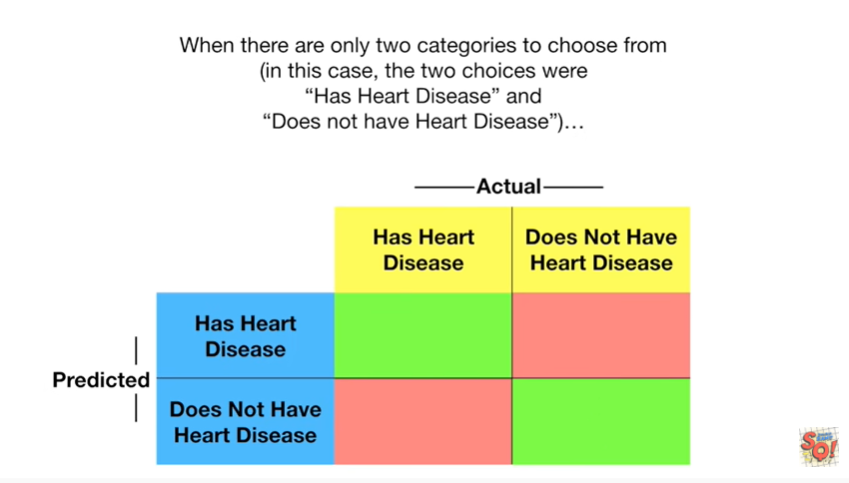 When there are only two categories to choose from
(in this case, the two choices were
“Has Heart Disease” and
“Does not have Heart Disease”)…
Actual
Has Heart
Disease
Does Not Have
Heart Disease
Has Heart
Disease
Predicted
Does Not Have
Heart Disease
SQ!